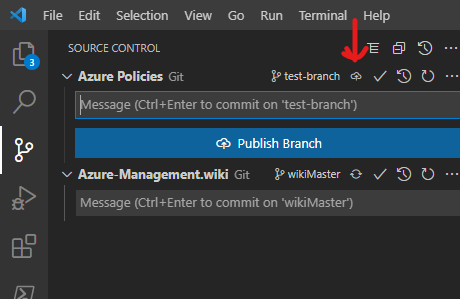 File Edit View Go Run Terminal Help
SOURCE CONTROL
3
Azure Policies Git test-branch
Message (Ctrl+Enter to commit on 'test-branch')
Publish Branch
Azure-Management.wiki Git wikiMaster
Message (Ctrl+Enter to commit on 'wikiMaster')